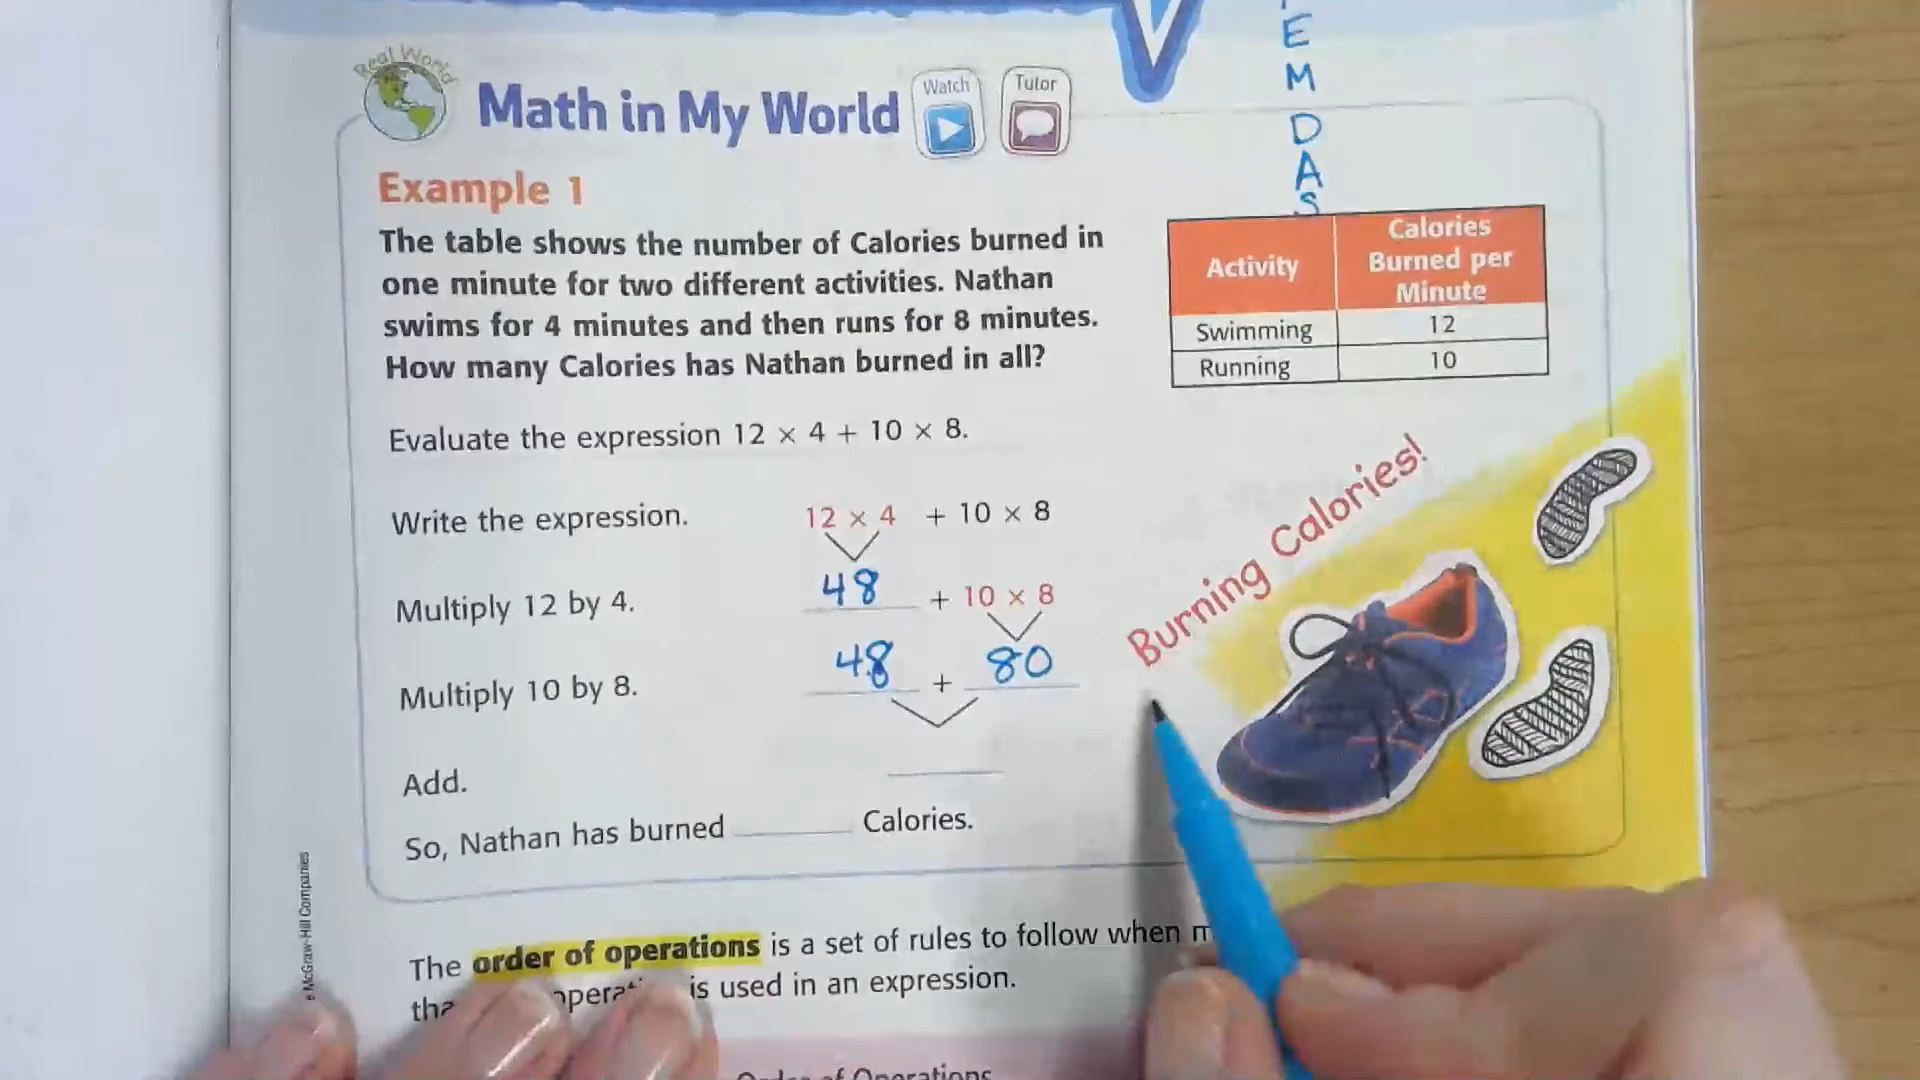 E
M
D
A
S
Real World
Math in My World
Watch
Tutor
Example 1
The table shows the number of Calories burned in
one minute for two different activities. Nathan
swims for 4 minutes and then runs for 8 minutes.
How many Calories has Nathan burned in all?
Activity
Calories
Burned per
Minute
Swimming 12
Running 10
Evaluate the expression 12 × 4 + 10 × 8.
Write the expression. 12 × 4 + 10 × 8
Multiply 12 by 4. 48 + 10 × 8
Multiply 10 by 8. 48 + 80
Add.
So, Nathan has burned ______ Calories.
Burning Calories!
McGraw-Hill Companies
The order of operations is a set of rules to follow when
is used in an expression.
Order of Operations